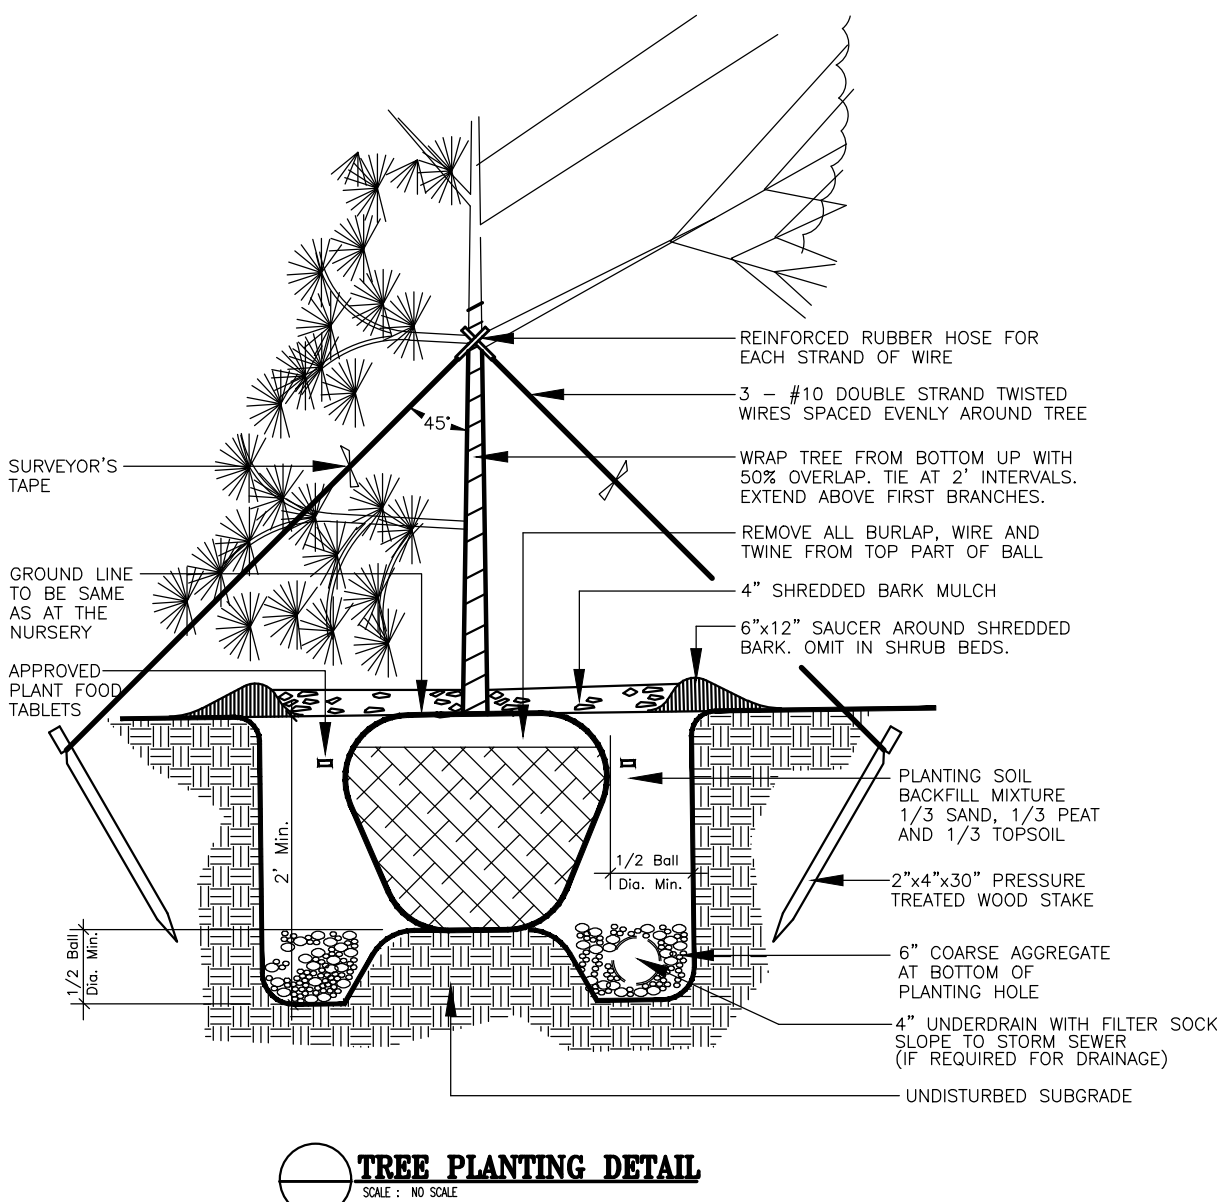 REINFORCED RUBBER HOSE FOR
EACH STRAND OF WIRE
3 – #10 DOUBLE STRAND TWISTED
WIRES SPACED EVENLY AROUND TREE
45°
SURVEYOR'S
TAPE
WRAP TREE FROM BOTTOM UP WITH
50% OVERLAP. TIE AT 2' INTERVALS.
EXTEND ABOVE FIRST BRANCHES.
REMOVE ALL BURLAP, WIRE AND
TWINE FROM TOP PART OF BALL
GROUND LINE
TO BE SAME
AS AT THE
NURSERY
4" SHREDDED BARK MULCH
6"x12" SAUCER AROUND SHREDDED
BARK. OMIT IN SHRUB BEDS.
APPROVED
PLANT FOOD
TABLETS
PLANTING SOIL
BACKFILL MIXTURE
1/3 SAND, 1/3 PEAT
AND 1/3 TOPSOIL
2' Min.
1/2 Ball
Dia. Min.
2"x4"x30" PRESSURE
TREATED WOOD STAKE
1/2 Ball
Dia. Min.
6" COARSE AGGREGATE
AT BOTTOM OF
PLANTING HOLE
4" UNDERDRAIN WITH FILTER SOCK
SLOPE TO STORM SEWER
(IF REQUIRED FOR DRAINAGE)
UNDISTURBED SUBGRADE
TREE PLANTING DETAIL
SCALE : NO SCALE